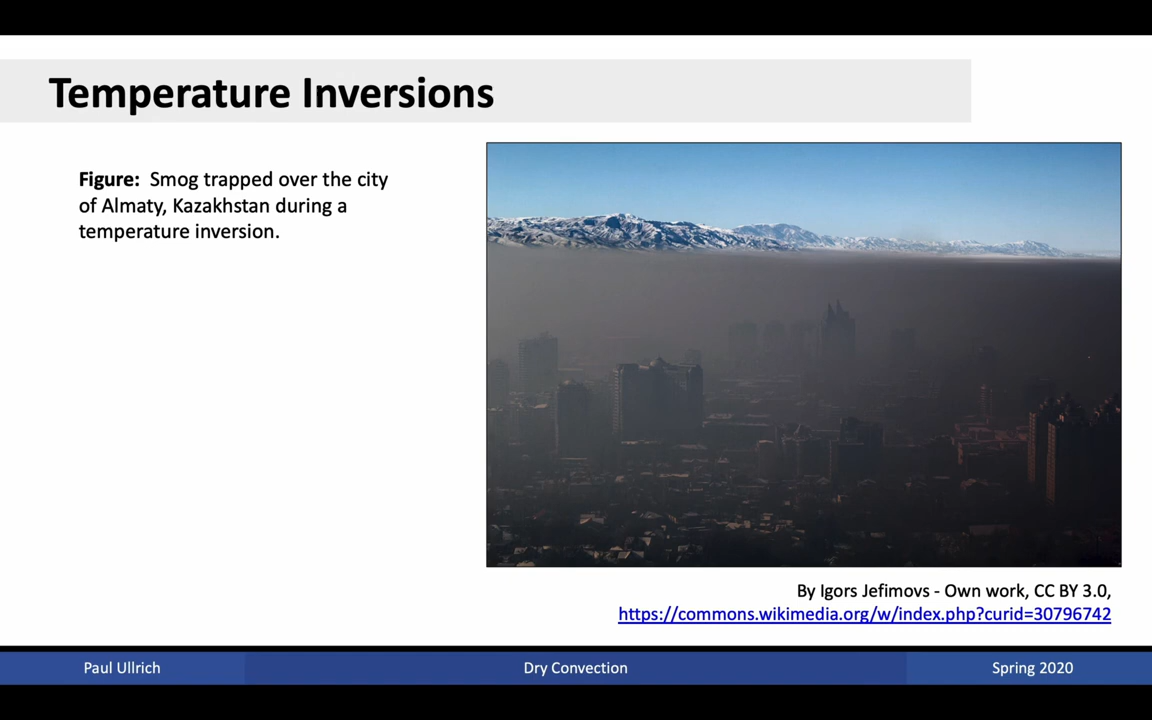 Temperature Inversions
Figure: Smog trapped over the city
of Almaty, Kazakhstan during a
temperature inversion.
By Igors Jefimovs - Own work, CC BY 3.0,
https://commons.wikimedia.org/w/index.php?curid=30796742
Paul Ullrich
Dry Convection
Spring 2020